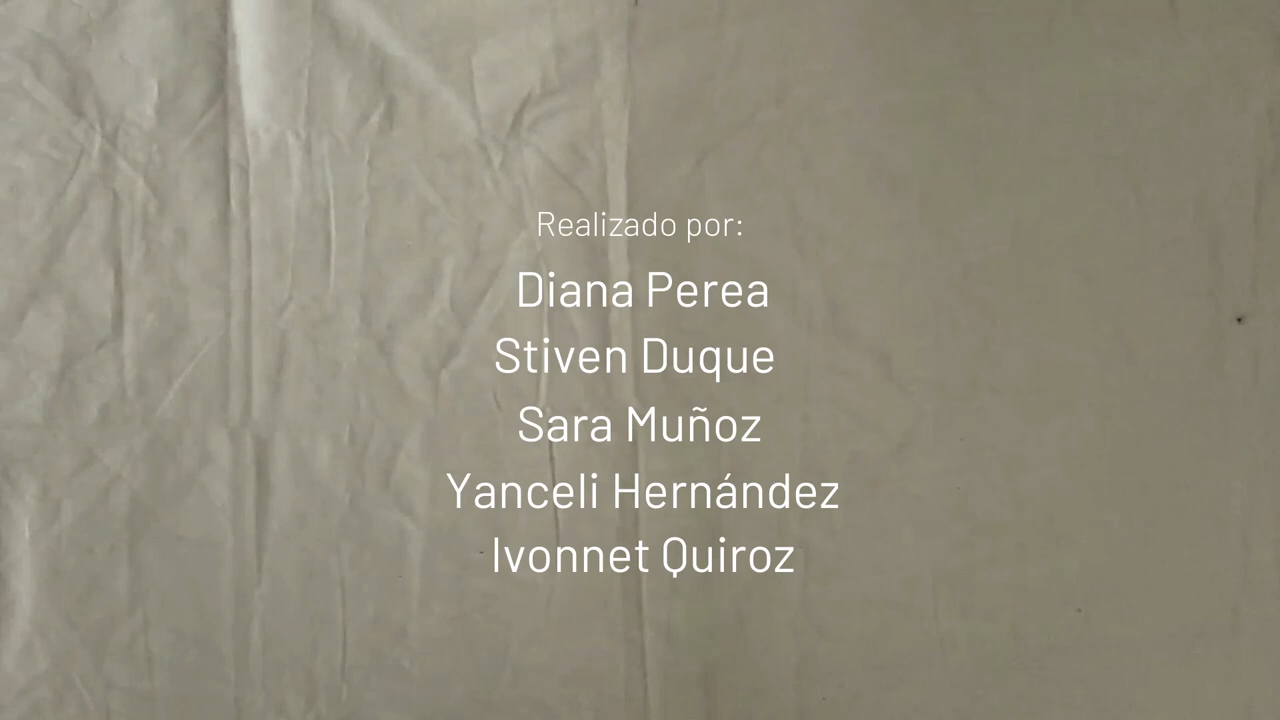 Realizado por:
Diana Perea
Stiven Duque
Sara Muñoz
Yanceli Hernández
Ivonnet Quiroz